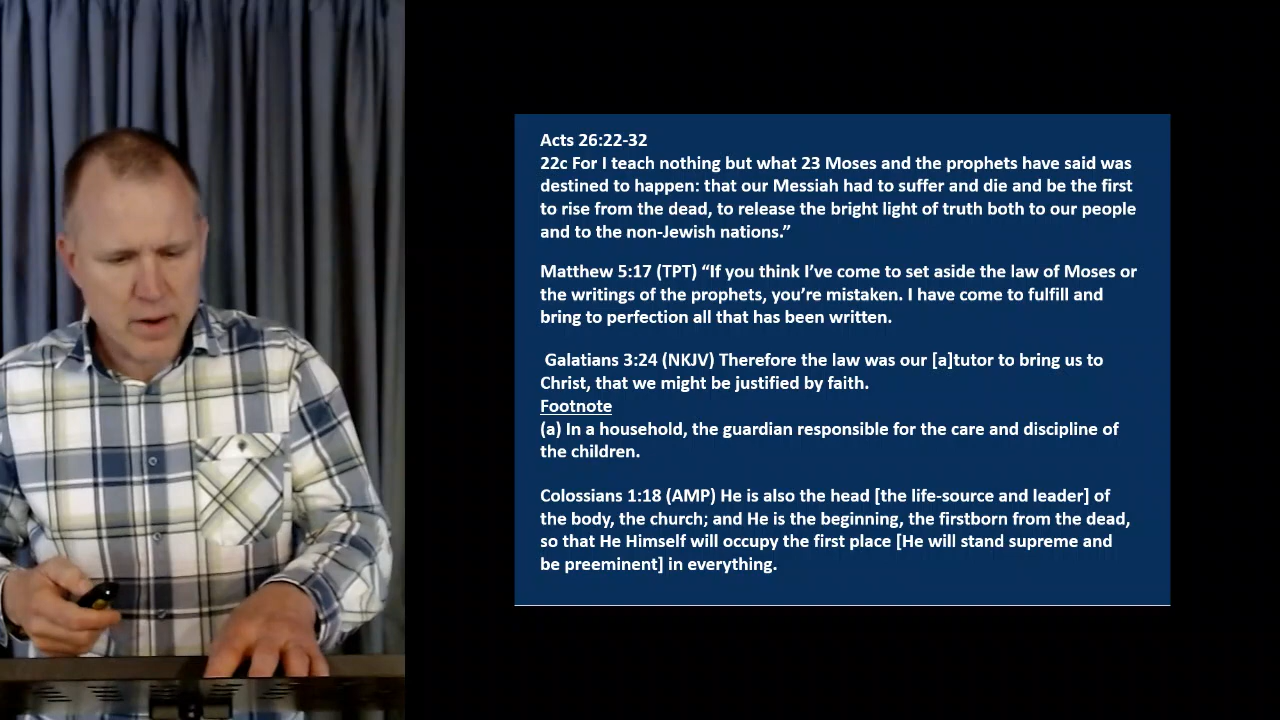 Acts 26:22-32
22c For I teach nothing but what 23 Moses and the prophets have said was
destined to happen: that our Messiah had to suffer and die and be the first
to rise from the dead, to release the bright light of truth both to our people
and to the non-Jewish nations.”
Matthew 5:17 (TPT) “If you think I’ve come to set aside the law of Moses or
the writings of the prophets, you’re mistaken. I have come to fulfill and
bring to perfection all that has been written.
Galatians 3:24 (NKJV) Therefore the law was our [a]tutor to bring us to
Christ, that we might be justified by faith.
Footnote
(a) In a household, the guardian responsible for the care and discipline of
the children.
Colossians 1:18 (AMP) He is also the head [the life-source and leader] of
the body, the church; and He is the beginning, the firstborn from the dead,
so that He Himself will occupy the first place [He will stand supreme and
be preeminent] in everything.